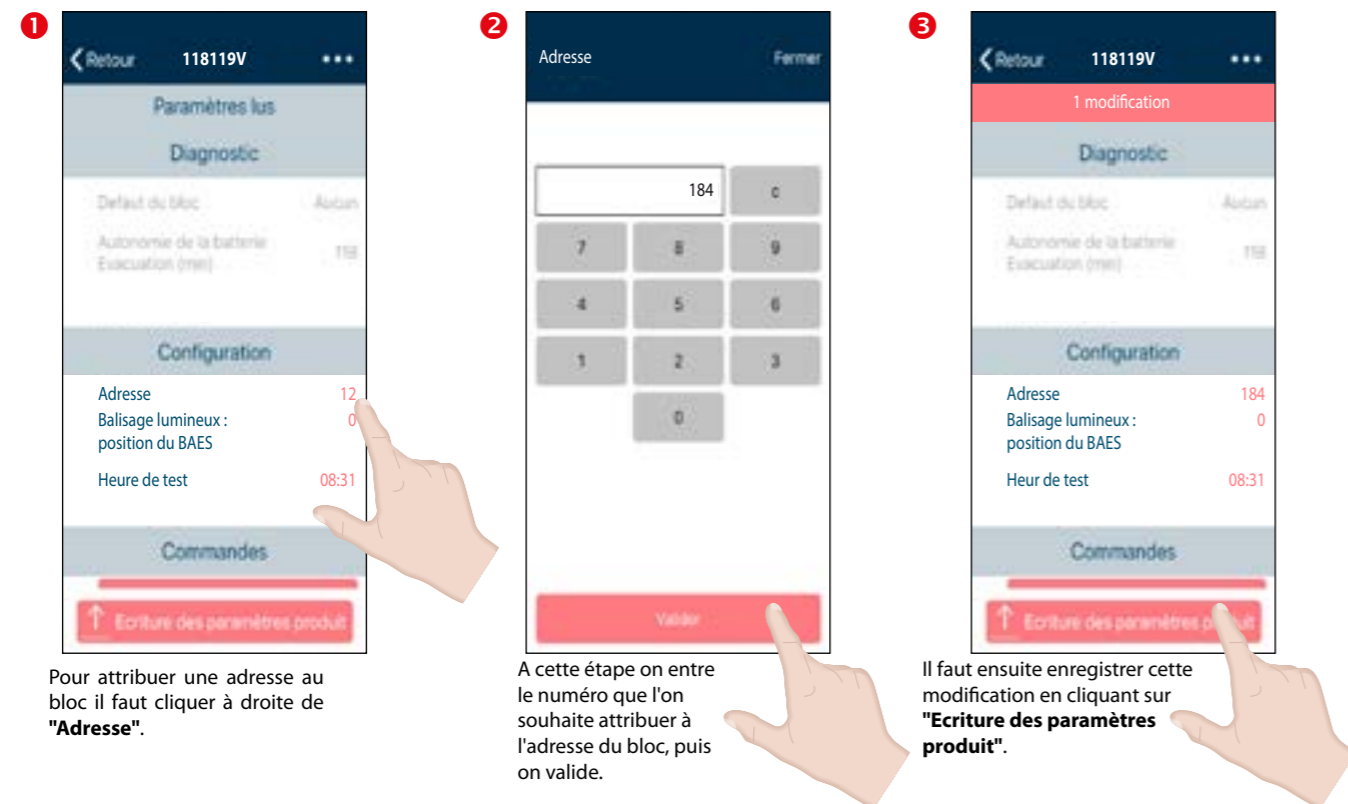 1
Retour 118119V
Paramètres lus
Diagnostic
Defaut du bloc Aucun
Autonomie de la batterie
Evacuation (min) 118
Configuration
Adresse 12
Balisage lumineux : 0
position du BAES
Heure de test 08:31
Commandes
Ecriture des paramètres produit
Pour attribuer une adresse au
bloc il faut cliquer à droite de
"Adresse".
2
Adresse Fermer
184 c
7 8 9
4 5 6
1 2 3
0
Valider
A cette étape on entre
le numéro que l'on
souhaite attribuer à
l'adresse du bloc, puis
on valide.
3
Retour 118119V
1 modification
Diagnostic
Defaut du bloc Aucun
Autonomie de la batterie
Evacuation (min) 118
Configuration
Adresse 184
Balisage lumineux : 0
position du BAES
Heur de test 08:31
Commandes
Ecriture des paramètres produit
Il faut ensuite enregistrer cette
modification en cliquant sur
"Ecriture des paramètres
produit".